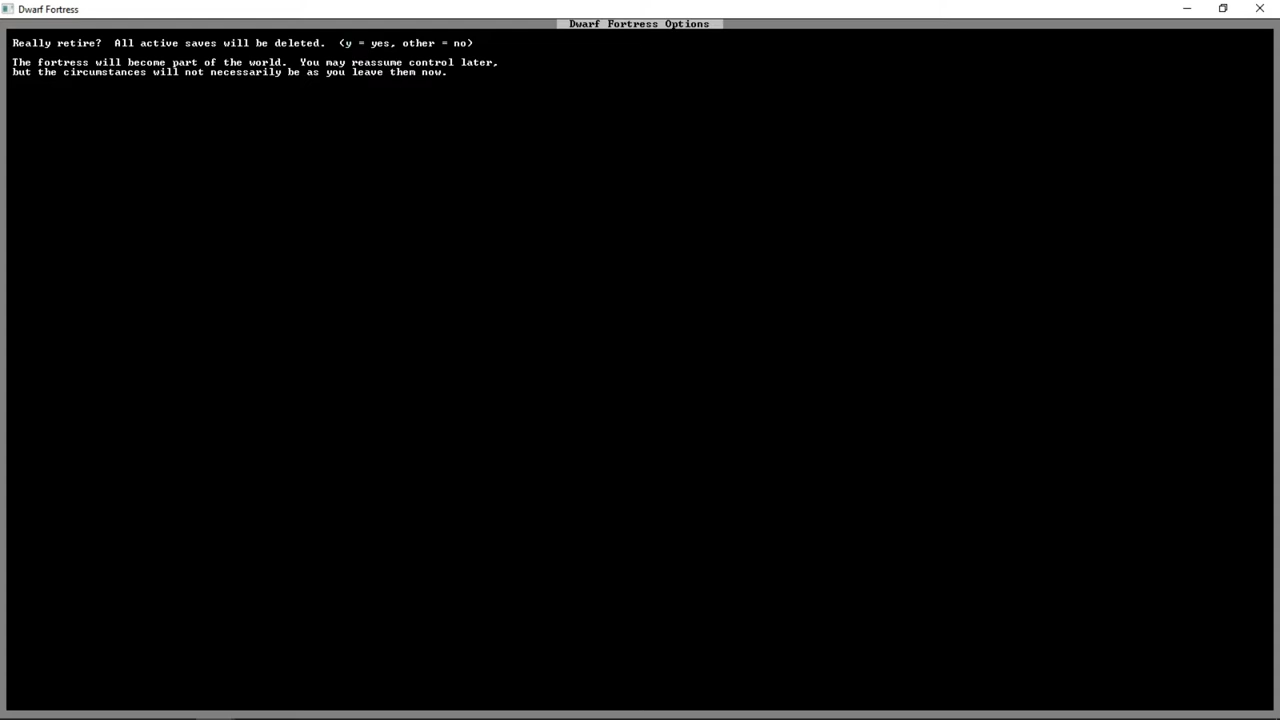 Dwarf Fortress
Dwarf Fortress Options
Really retire?  All active saves will be deleted.  (y = yes, other = no)
The fortress will become part of the world.  You may reassume control later,
but the circumstances will not necessarily be as you leave them now.